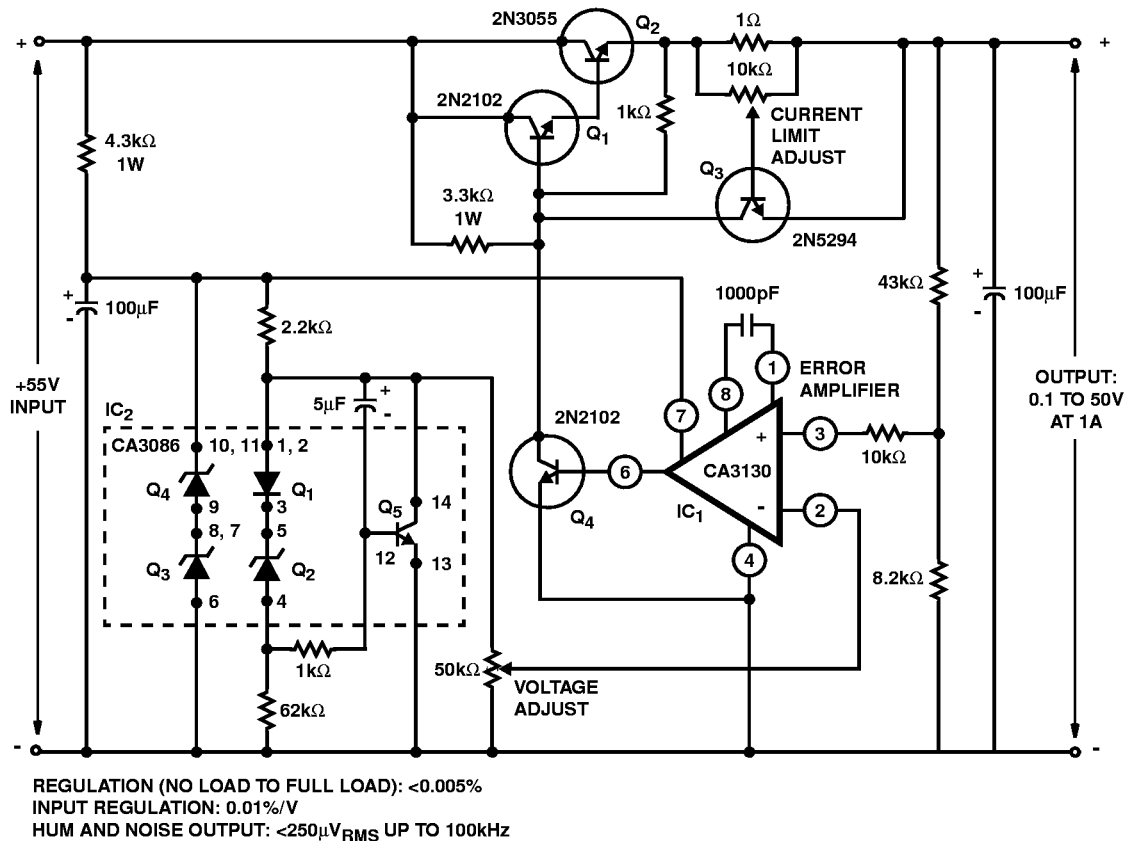 2N3055
Q2
1Ω
+
+
10kΩ
2N2102
Q1
1kΩ
CURRENT
LIMIT
ADJUST
4.3kΩ
1W
Q3
3.3kΩ
1W
2N5294
+
-
100μF
2.2kΩ
1000pF
43kΩ
+
-
100μF
+55V
INPUT
5μF
+
-
8
1
ERROR
AMPLIFIER
OUTPUT:
0.1 TO 50V
AT 1A
IC2
7
2N2102
CA3086
10, 11
1, 2
+
3
6
CA3130
10kΩ
Q4
Q1
14
Q4
IC1
-
2
9
3
Q5
8, 7
5
12
13
4
Q3
Q2
6
4
8.2kΩ
1kΩ
50kΩ
VOLTAGE
ADJUST
62kΩ
-
-
REGULATION (NO LOAD TO FULL LOAD): <0.005%
INPUT REGULATION: 0.01%/V
HUM AND NOISE OUTPUT: <250μVRMS UP TO 100kHz